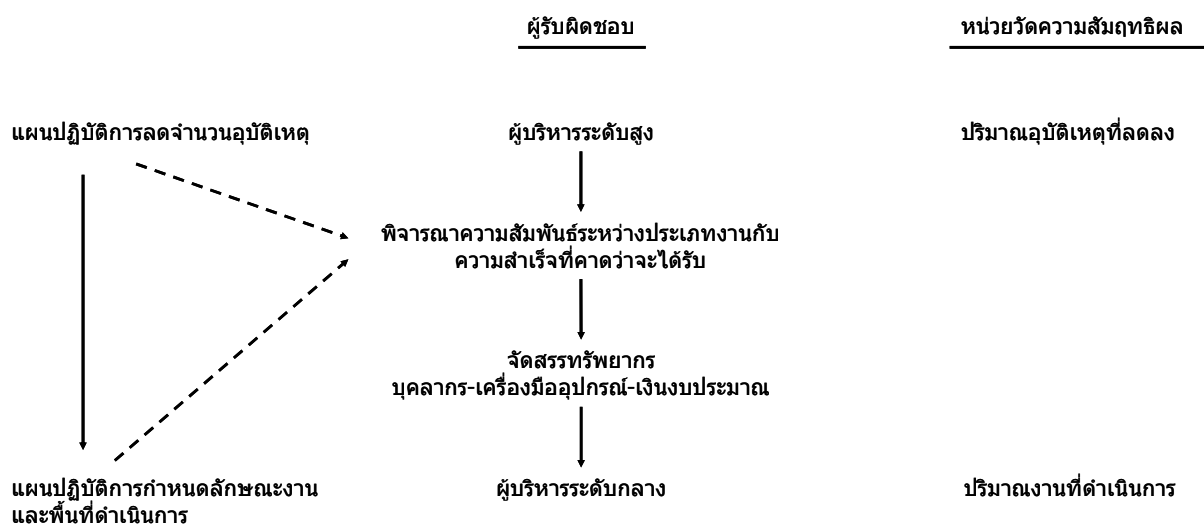 ผู้รับผิดชอบ
หน่วยวัดความสัมฤทธิผล
แผนปฏิบัติการลดจำนวนอุบัติเหตุ
ผู้บริหารระดับสูง
ปริมาณอุบัติเหตุที่ลดลง
พิจารณาความสัมพันธ์ระหว่างประเภทงานกับ
ความสำเร็จที่คาดว่าจะได้รับ
จัดสรรทรัพยากร
บุคลากร-เครื่องมืออุปกรณ์-เงินงบประมาณ
แผนปฏิบัติการกำหนดลักษณะงาน
และพื้นที่ดำเนินการ
ผู้บริหารระดับกลาง
ปริมาณงานที่ดำเนินการ